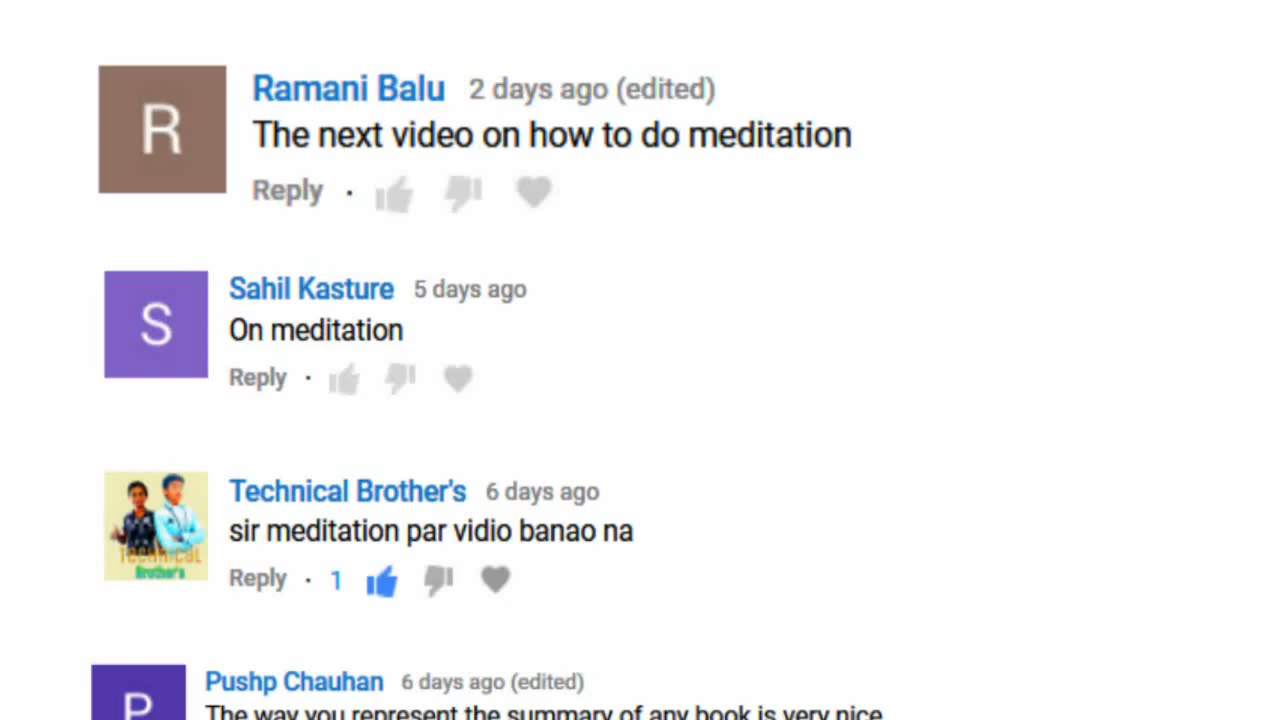 R
Ramani Balu 2 days ago (edited)
The next video on how to do meditation
Reply ·
S
Sahil Kasture 5 days ago
On meditation
Reply ·
Technical Brother's 6 days ago
sir meditation par vidio banao na
TECHNICAL
Brother's
Reply · 1
P
Pushp Chauhan 6 days ago (edited)
The way you represent the summary of any book is very nice